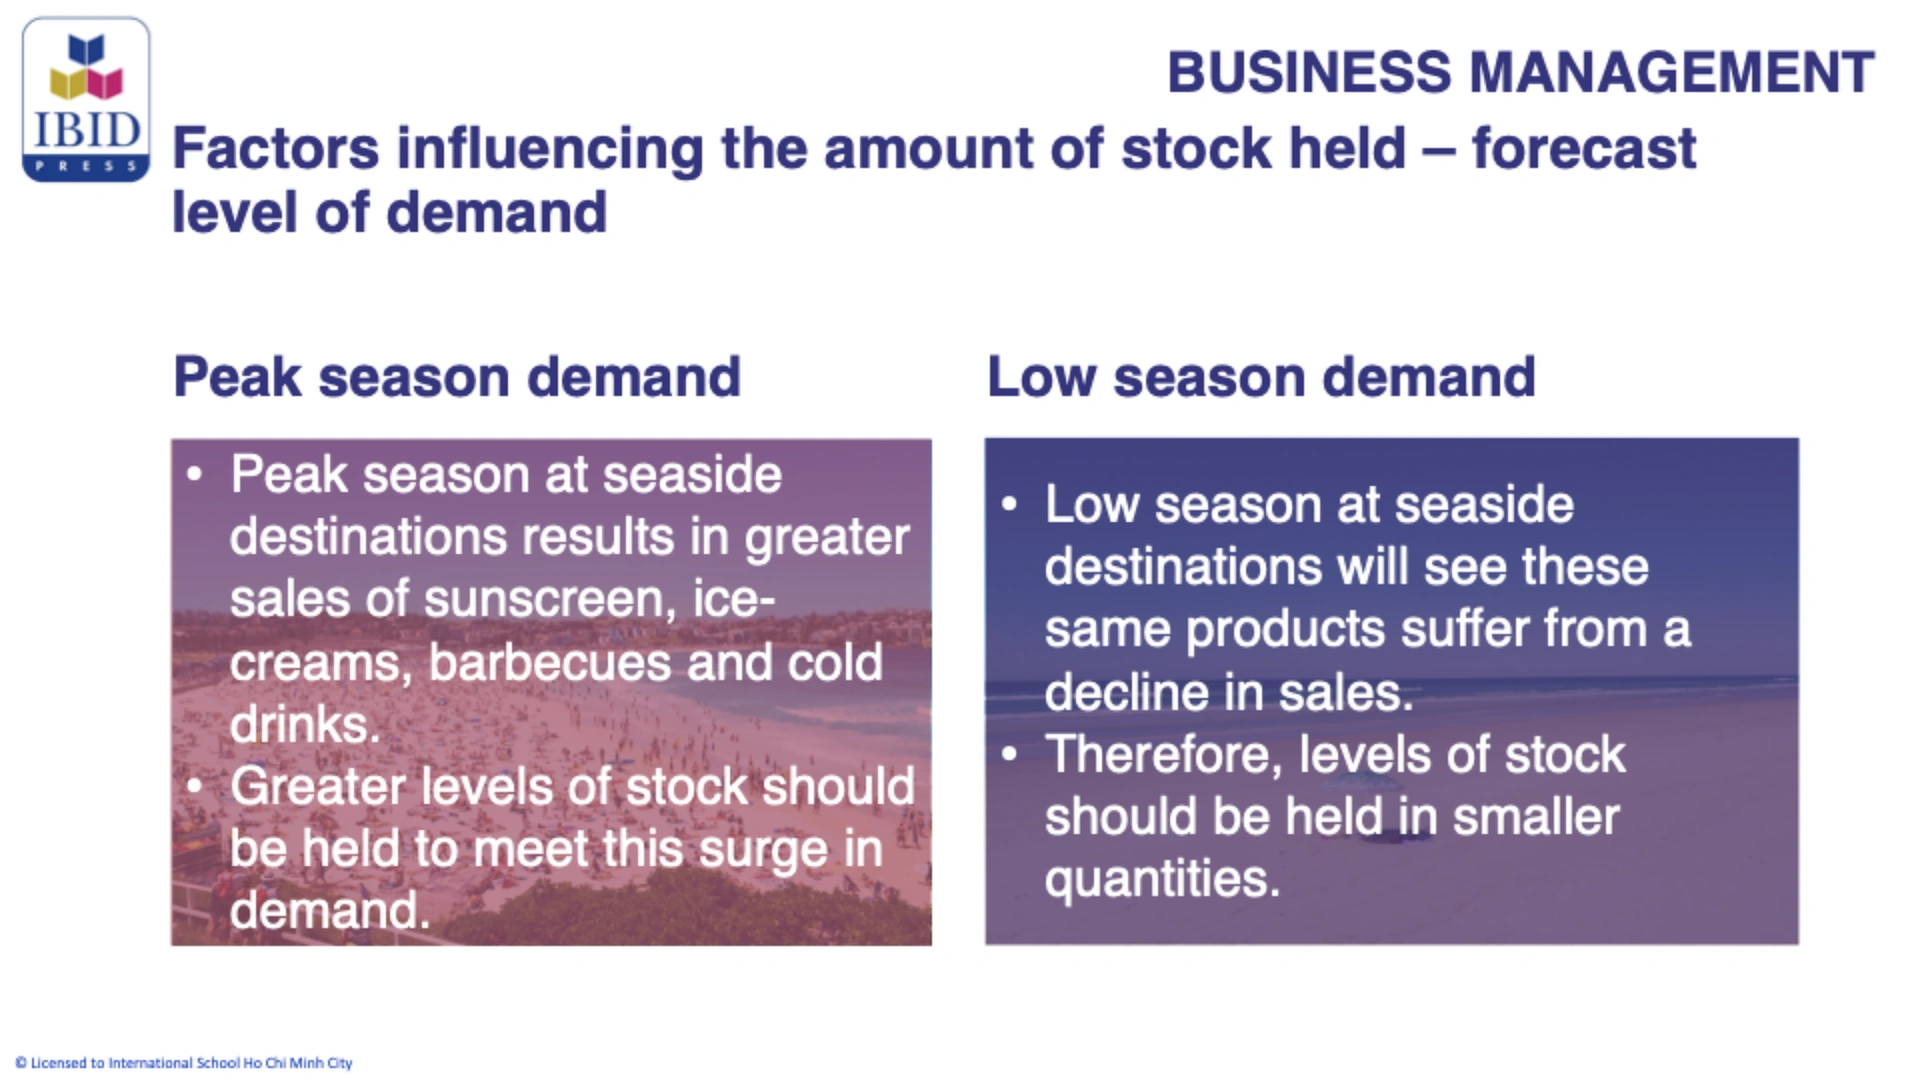 IBID
PRESS
BUSINESS MANAGEMENT
Factors influencing the amount of stock held – forecast
level of demand
Peak season demand
• Peak season at seaside
destinations results in greater
sales of sunscreen, ice-
creams, barbecues and cold
drinks.
• Greater levels of stock should
be held to meet this surge in
demand.
Low season demand
• Low season at seaside
destinations will see these
same products suffer from a
decline in sales.
• Therefore, levels of stock
should be held in smaller
quantities.
© Licensed to International School Ho Chi Minh City